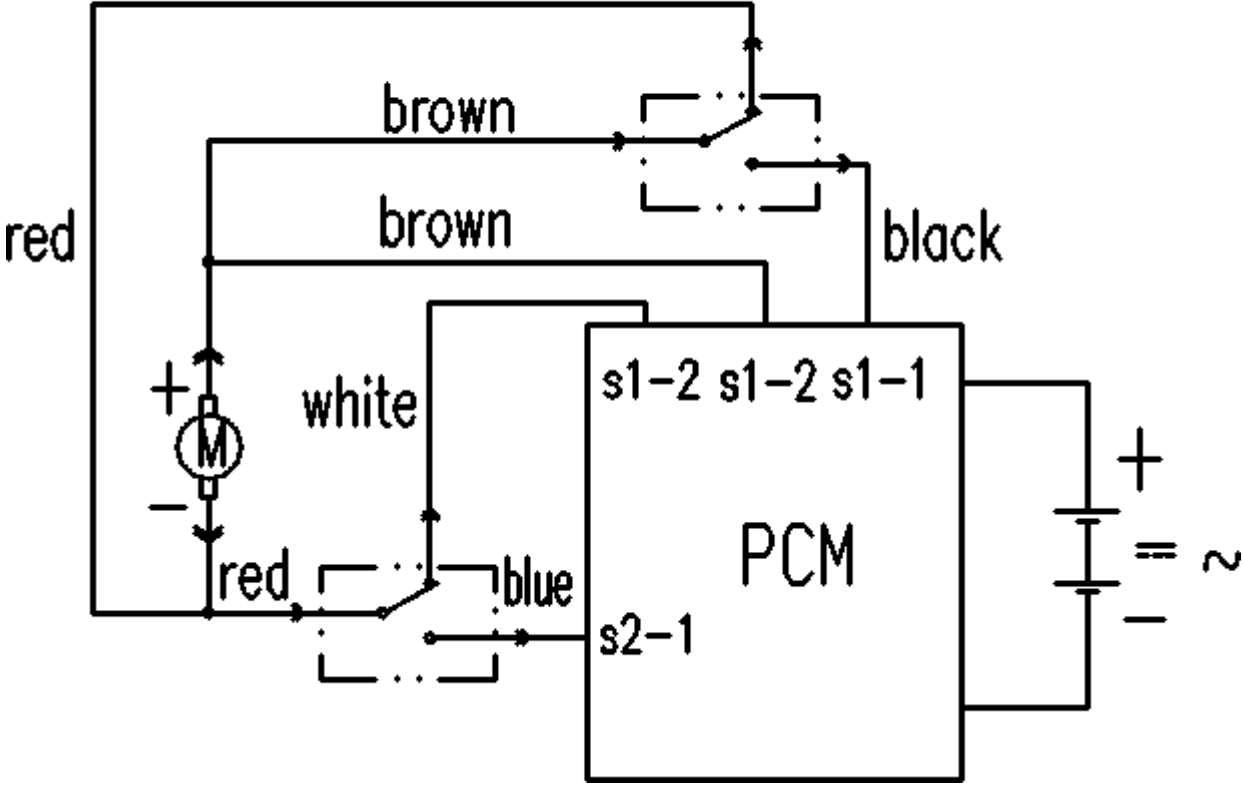 brown
red
brown
black
s1-2 s1-2 s1-1
+
white
M
+
-
PCM
= ~
red
blue
s2-1
-